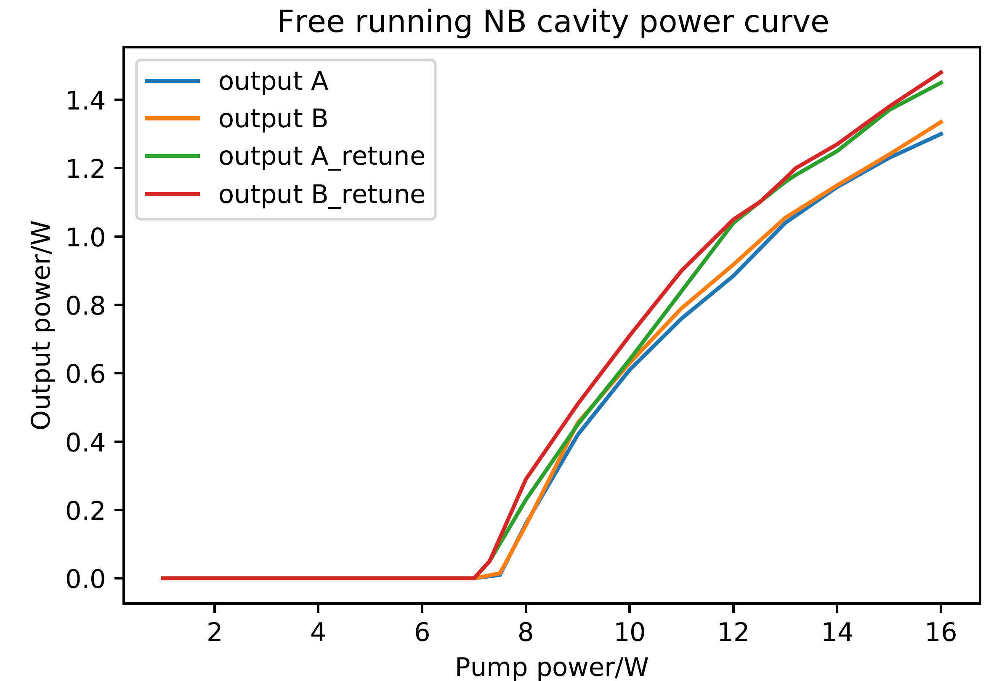 Free running NB cavity power curve
output A
output B
output A_retune
output B_retune
Output power/W
1.4
1.2
1.0
0.8
0.6
0.4
0.2
0.0
2 4 6 8 10 12 14 16
Pump power/W